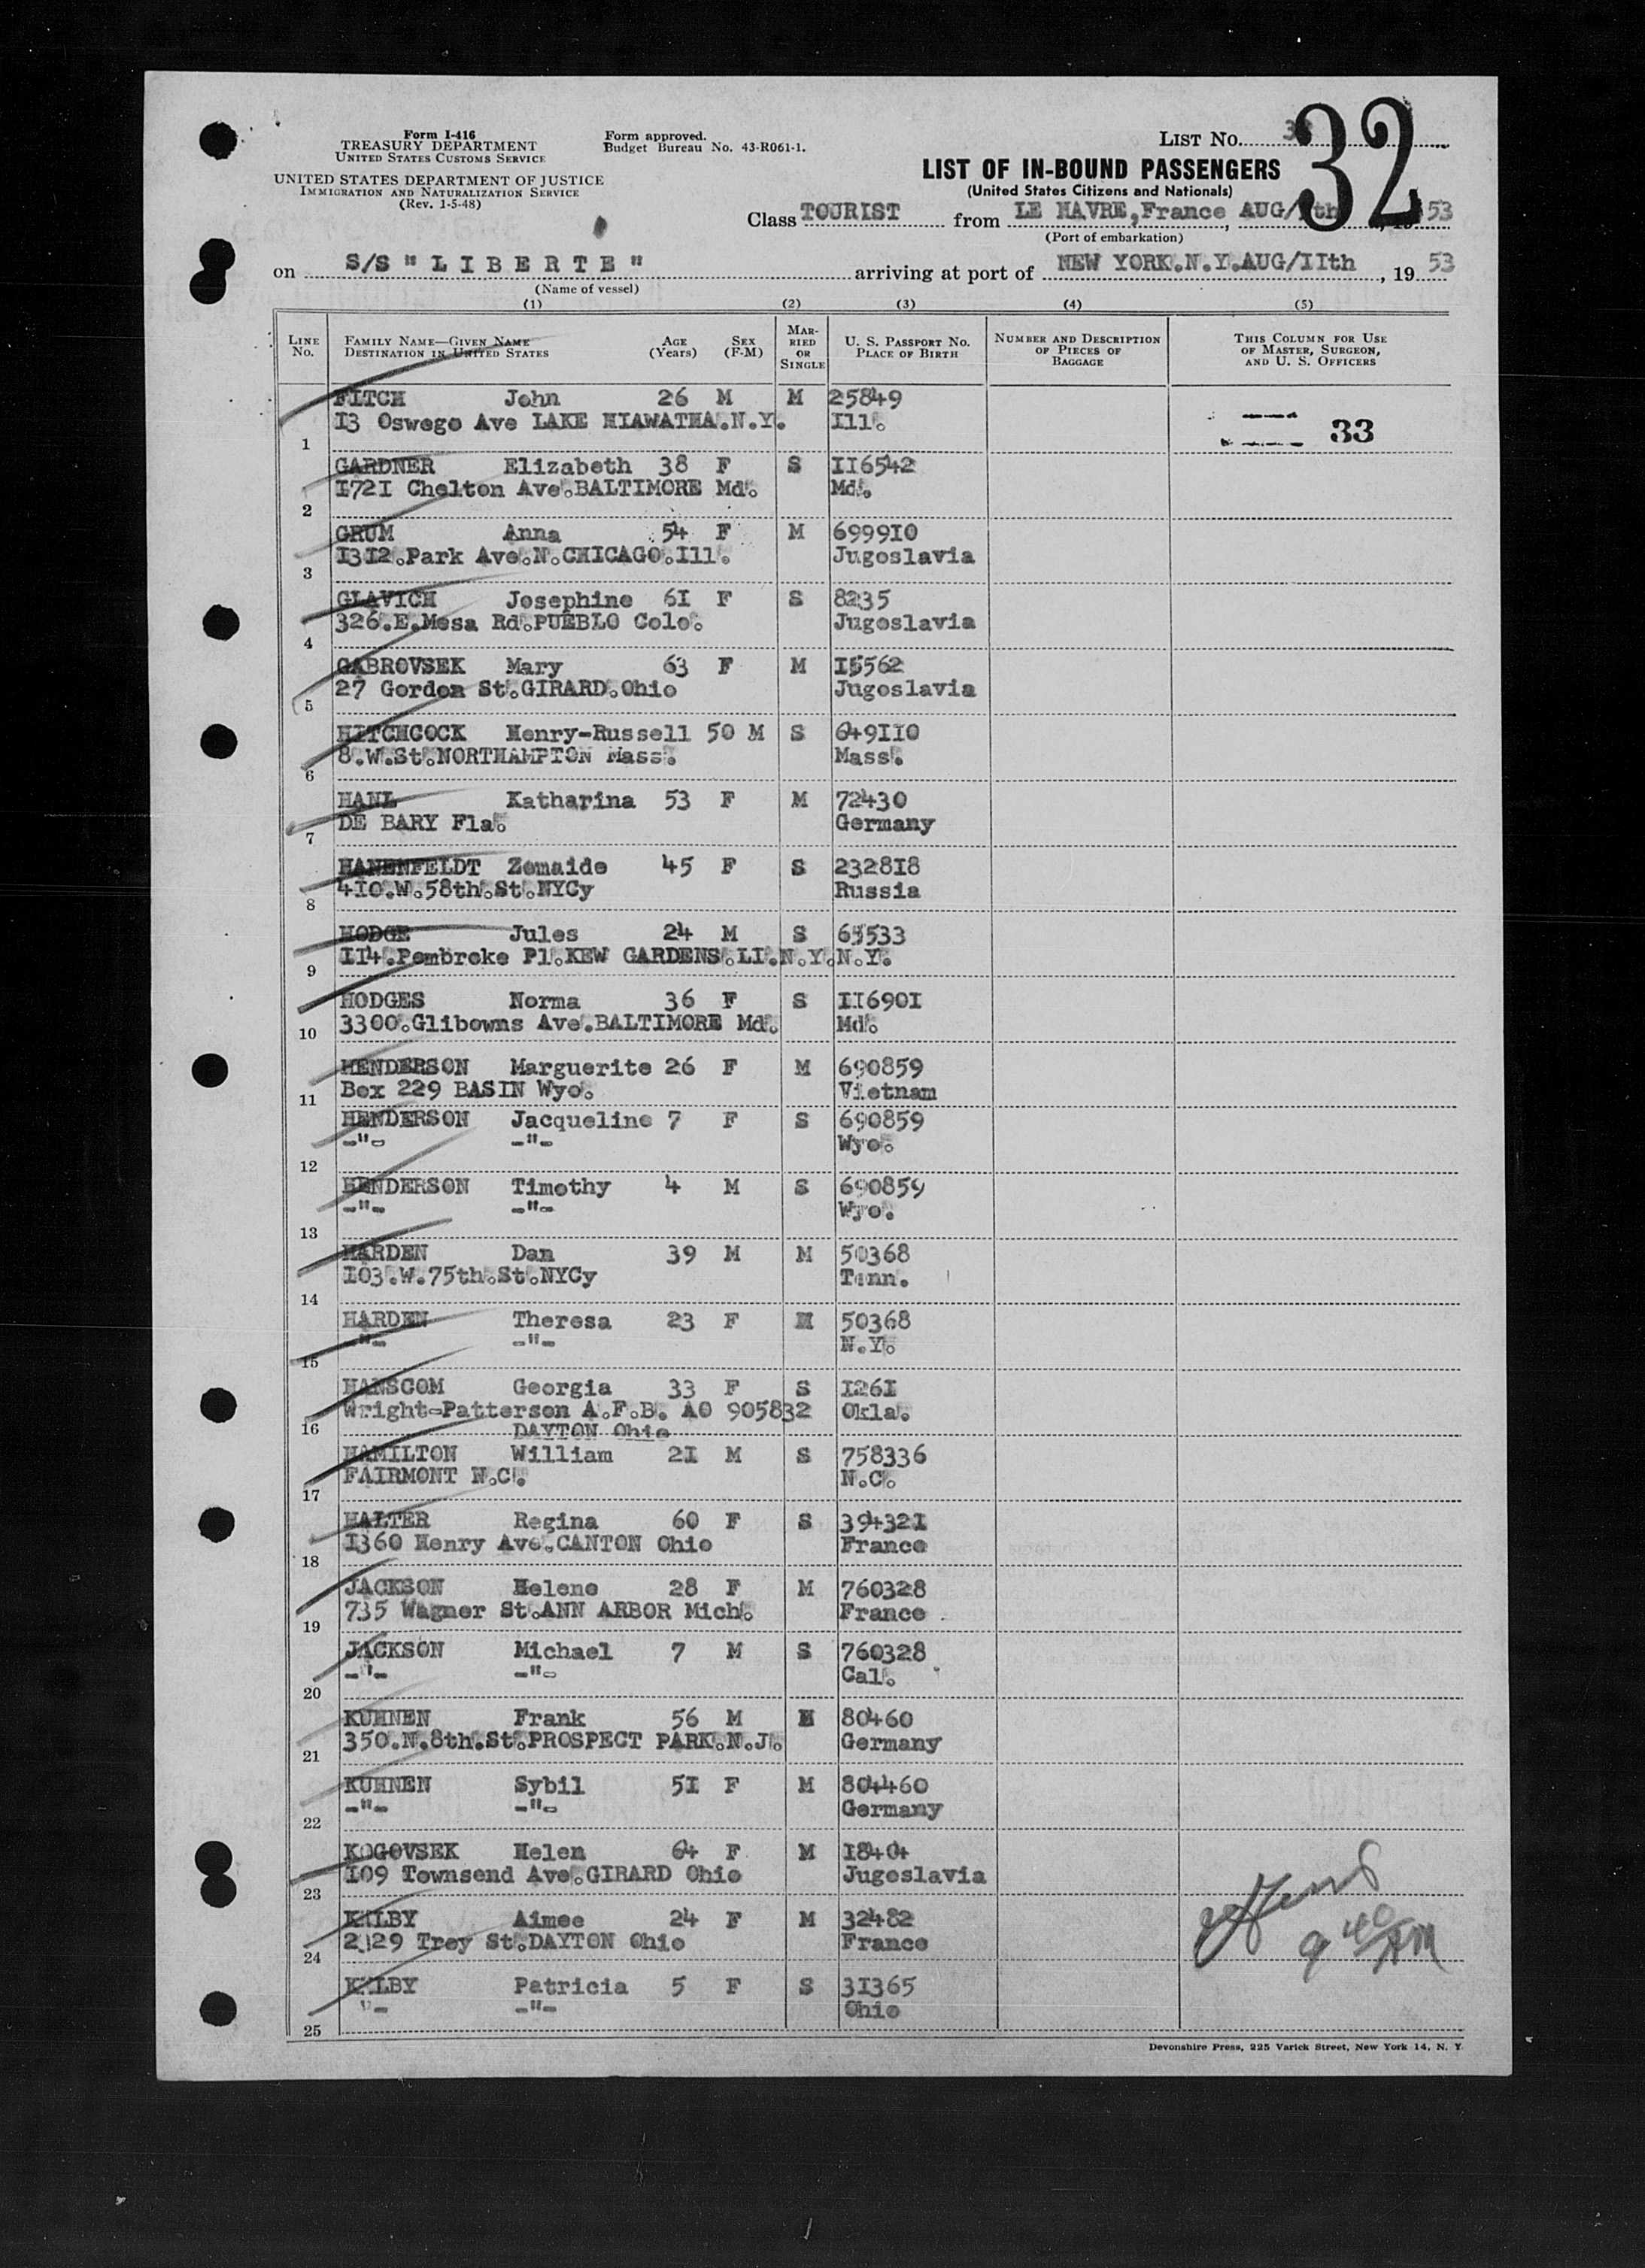 Form I-416
TREASURY DEPARTMENT
UNITED STATES CUSTOMS SERVICE
UNITED STATES DEPARTMENT OF JUSTICE
IMMIGRATION AND NATURALIZATION SERVICE
(Rev. 1-5-48)
Form approved.
Budget Bureau No. 43-R061-1.
LIST No. 32
LIST OF IN-BOUND PASSENGERS
(United States Citizens and Nationals)
Class TOURIST from LE HAVRE,France AUG/ 53
(Port of embarkation)
on S/S "LIBERTE" arriving at port of NEW YORK.N.Y.AUG/IIth, 19 53
(Name of vessel)
(1) (2) (3) (4) (5)
LINE No. FAMILY NAME—GIVEN NAME DESTINATION IN UNITED STATES AGE (Years) SEX (F-M) MARRIED OR SINGLE U. S. PASSPORT NO. PLACE OF BIRTH NUMBER AND DESCRIPTION OF PIECES OF BAGGAGE THIS COLUMN FOR USE OF MASTER, SURGEON, AND U. S. OFFICERS
FITCH John 26 M M 25849
1 I3 Oswego Ave LAKE HIAWATHA.N.Y. Ill. 33
GARDNER Elizabeth 38 F S II6542
2 I72I Chelton Ave.BALTIMORE Md. Md.
GRUM Anna 54 F M 6999I0
3 I3I2.Park Ave.N.CHICAGO.Ill. Jugoslavia
GLAVICH Josephine 6I F S 8235
4 326.E.Mesa Rd.PUEBLO Colo. Jugoslavia
GABROVSEK Mary 63 F M I5562
5 27 Gordon St.GIRARD.Ohio Jugoslavia
HITCHCOCK Henry-Russell 50 M S 649II0
6 8.W.St.NORTHAMPTON Mass. Mass.
HANL Katharina 53 F M 72430
7 DE BARY Fla. Germany
HANENFELDT Zemaide 45 F S 2328I8
8 4I0.W.58th.St.NYCy Russia
HODGE Jules 24 M S 65533
9 II4.Pembroke Pl.KEW GARDENS.LI.N.Y.N.Y.
HODGES Norma 36 F S II690I
10 3300.Glibowns Ave.BALTIMORE Md. Md.
HENDERSON Marguerite 26 F M 690859
11 Box 229 BASIN Wyo. Vietnam
HENDERSON Jacqueline 7 F S 690859
12 -"- -"- Wyo.
HENDERSON Timothy 4 M S 690859
13 -"- -"- Wyo.
HARDEN Dan 39 M M 50368
14 I03.W.75th.St.NYCy Tenn.
HARDEN Theresa 23 F M 50368
15 -"- -"- N.Y.
HANSCOM Georgia 33 F S I26I
16 Wright-Patterson A.F.B. AO 905832 Okla.
DAYTON Ohio
HAMILTON William 2I M S 758336
17 FAIRMONT N.C. N.C.
HALTER Regina 60 F S 39432I
18 I360 Henry Ave.CANTON Ohio France
JACKSON Helene 28 F M 760328
19 735 Wagner St.ANN ARBOR Mich. France
JACKSON Michael 7 M S 760328
20 -"- -"- Cal.
KUHNEN Frank 56 M M 80460
21 350.N.8th.St.PROSPECT PARK.N.J. Germany
KUHNEN Sybil 5I F M 804460
22 -"- -"- Germany
KOGOVSEK Helen 64 F M I8404
23 I09 Townsend Ave.GIRARD Ohio Jugoslavia
KALBY Aimee 24 F M 32482
24 2129 Troy St.DAYTON Ohio France
9 40 AM
KALBY Patricia 5 F S 3I365
25 "- -"- Ohio
Devonshire Press, 225 Varick Street, New York 14, N. Y.